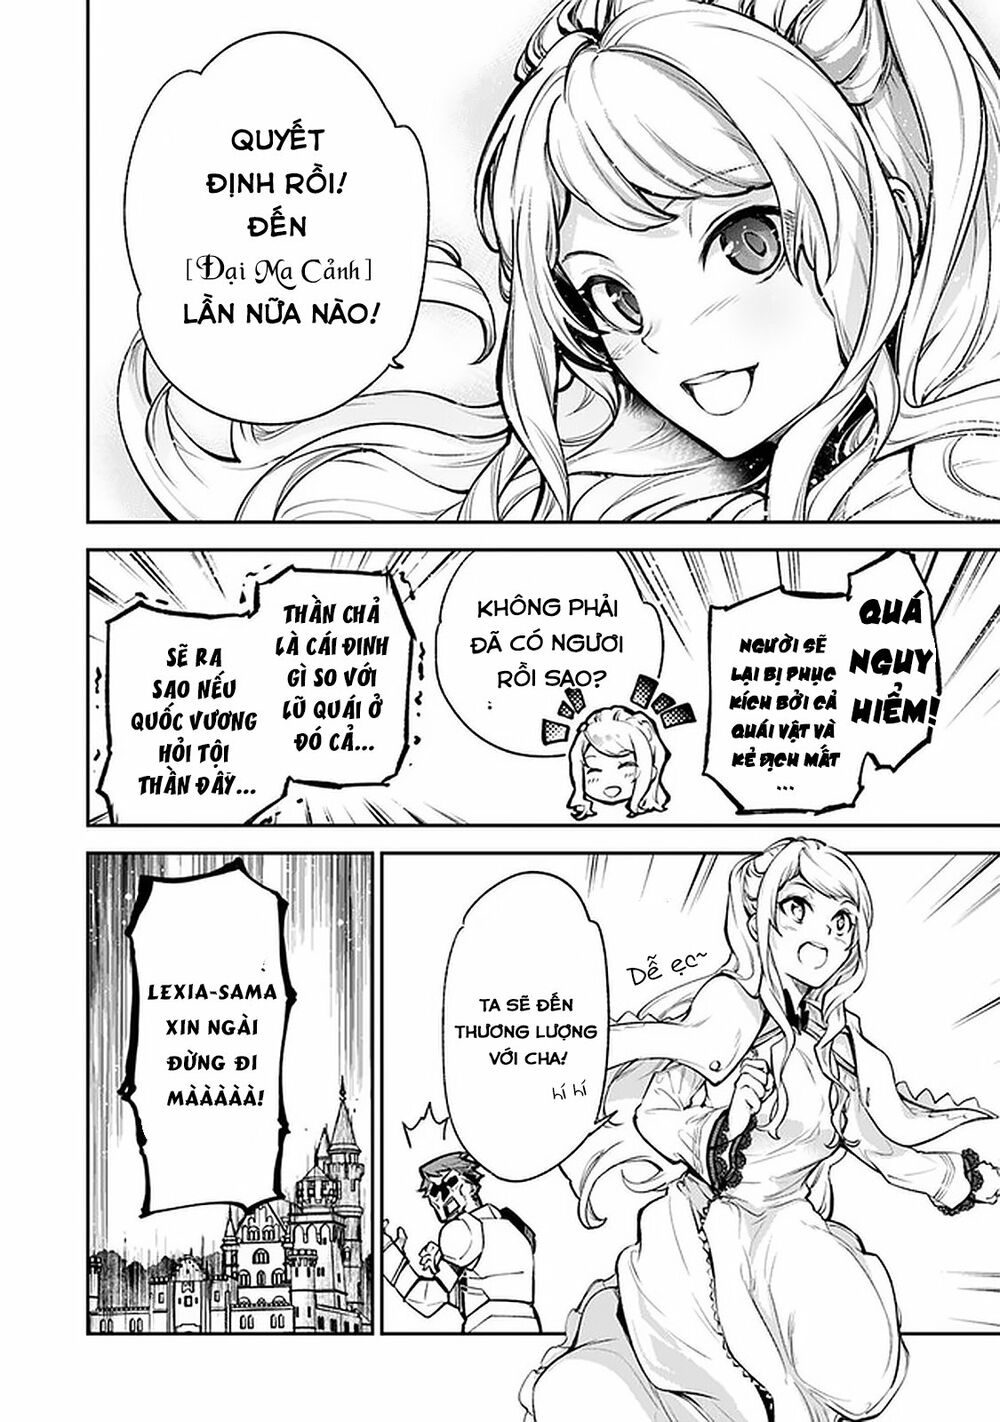 QUYẾT
ĐỊNH RỒI!
ĐẾN
[Đại Ma Cảnh]
LẦN NỮA NÀO!
QUÁ
NGUY
HIỂM!
NGƯỜI SẼ
LẠI BỊ PHỤC
KÍCH BỞI CẢ
QUÁI VẬT VÀ
KẺ ĐỊCH MẤT
...
KHÔNG PHẢI
ĐÃ CÓ NGƯƠI
RỒI SAO?
THẦN CHẢ
LÀ CÁI ĐINH
GÌ SO VỚI
LŨ QUÁI Ở
ĐÓ CẢ...
SẼ RA
SAO NẾU
QUỐC VƯƠNG
HỎI TỘI
THẦN ĐÂY...
Dễ ẹc~
TA SẼ ĐẾN
THƯƠNG LƯỢNG
VỚI CHA!
hí hí
LEXIA-SAMA
XIN NGÀI
ĐỪNG ĐI
MÀÀÀÀÀ!